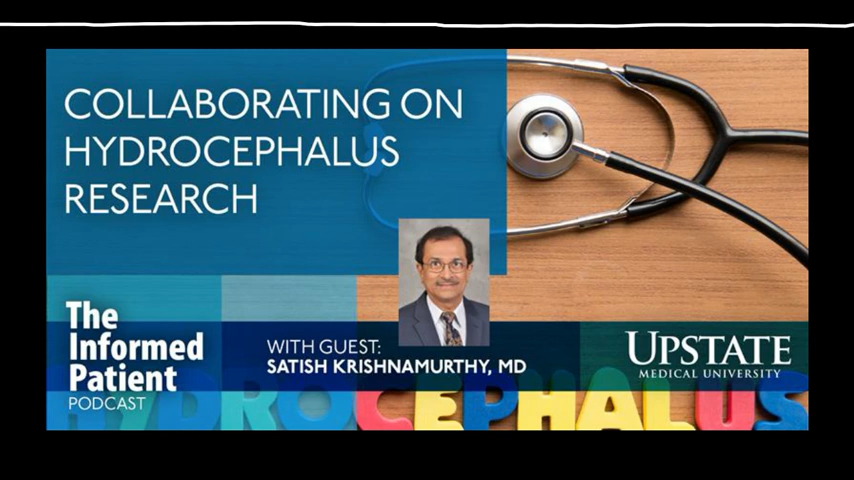 COLLABORATING ON
HYDROCEPHALUS
RESEARCH
The
Informed
Patient
PODCAST
WITH GUEST:
SATISH KRISHNAMURTHY, MD
UPSTATE
MEDICAL UNIVERSITY
HYDROCEPHALUS